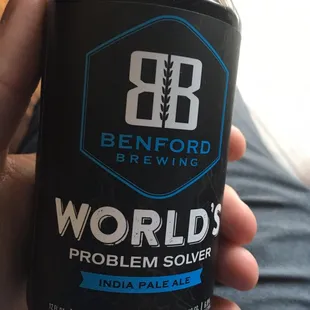 BB
BENFORD
BREWING
WORLD'S
PROBLEM SOLVER
INDIA PALE ALE